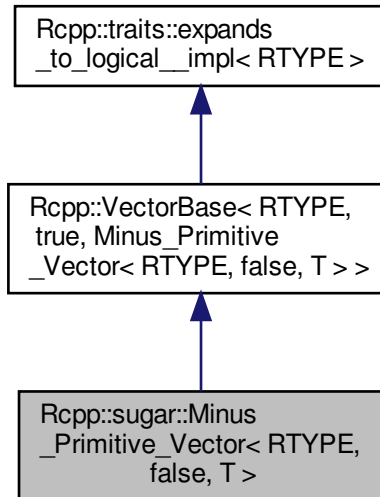 Rcpp::traits::expands
_to_logical__impl< RTYPE >
Rcpp::VectorBase< RTYPE,
true, Minus_Primitive
_Vector< RTYPE, false, T > >
Rcpp::sugar::Minus
_Primitive_Vector< RTYPE,
false, T >